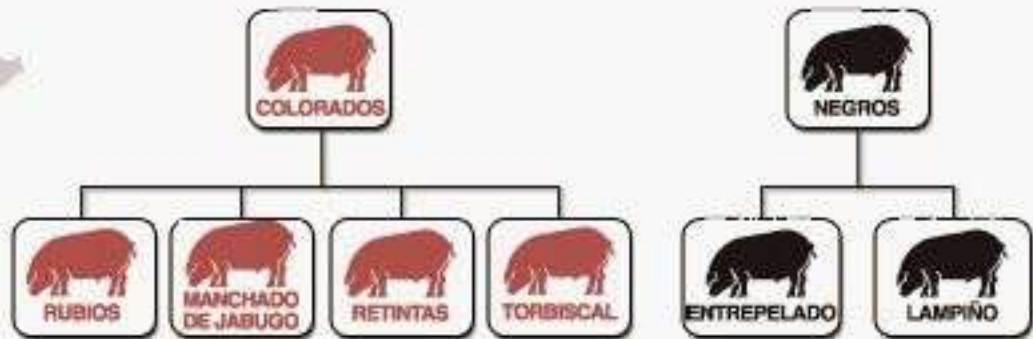 COLORADOS
NEGROS
RUBIOS
MANCHADO
DE JABUGO
RETINTAS
TORBISCAL
ENTREPELADO
LAMPIÑO